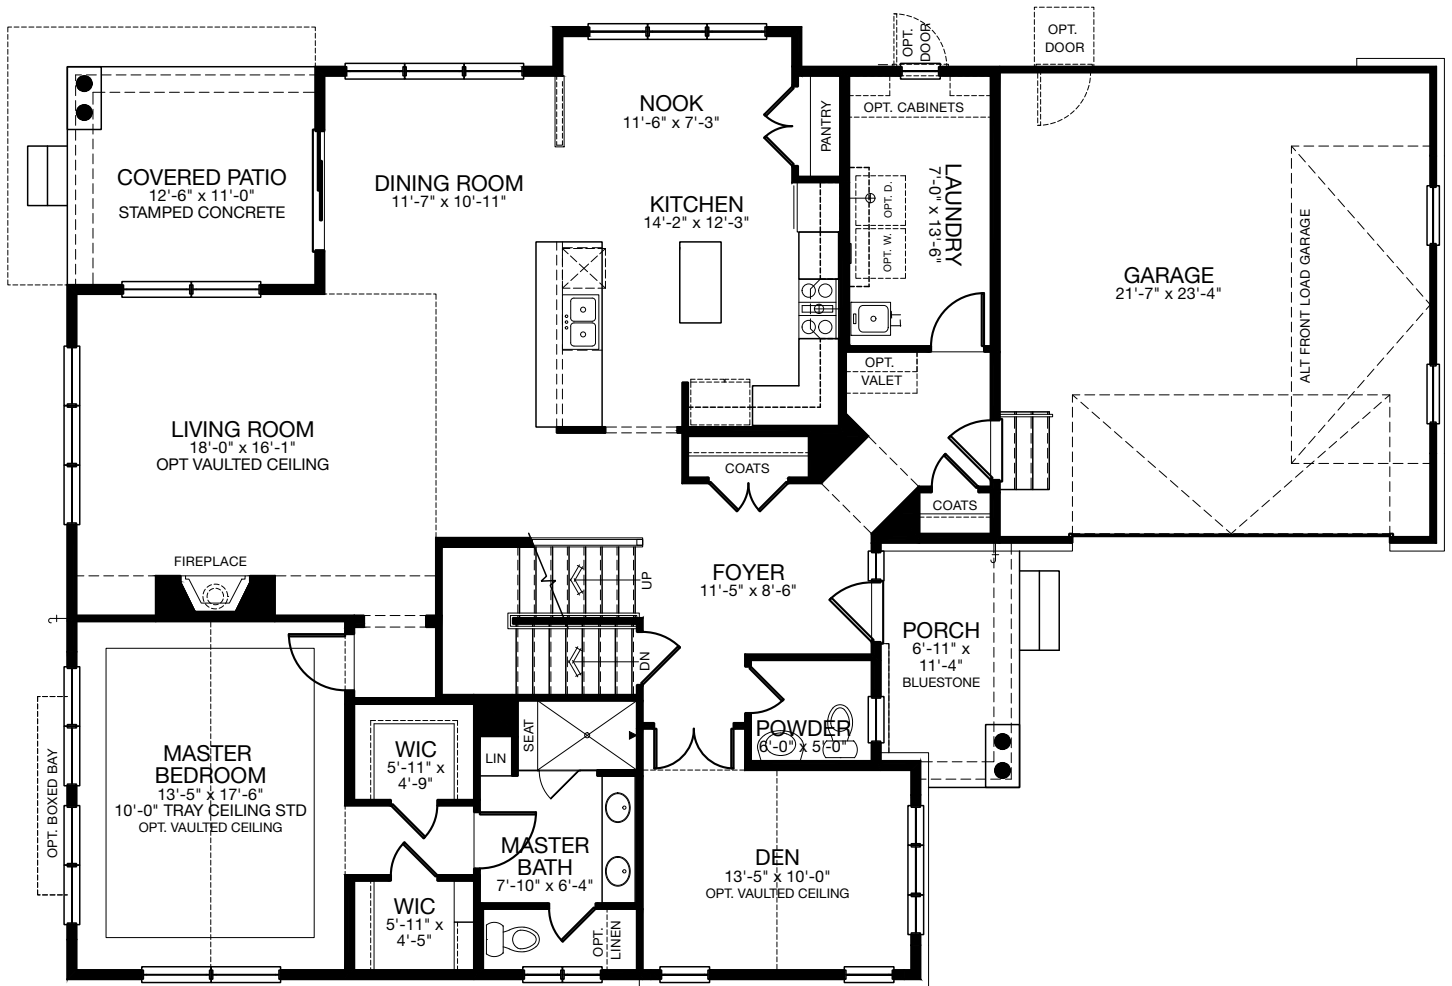 OPT.
DOOR
OPT.
DOOR
NOOK
11'-6" x 7'-3"
PANTRY
OPT. CABINETS
COVERED PATIO
12'-6" x 11'-0"
STAMPED CONCRETE
DINING ROOM
11'-7" x 10'-11"
KITCHEN
14'-2" x 12'-3"
OPT. D.
OPT. W.
LAUNDRY
7'-0" x 13'-6"
GARAGE
21'-7" x 23'-4"
ALT FRONT LOAD GARAGE
OPT.
VALET
LIVING ROOM
18'-0" x 16'-1"
OPT VAULTED CEILING
COATS
COATS
FIREPLACE
UP
DN
FOYER
11'-5" x 8'-6"
PORCH
6'-11" x
11'-4"
BLUESTONE
POWDER
6'-0" x 5'-0"
OPT. BOXED BAY
MASTER
BEDROOM
13'-5" x 17'-6"
10'-0" TRAY CEILING STD
OPT. VAULTED CEILING
WIC
5'-11" x
4'-9"
LIN
SEAT
MASTER
BATH
7'-10" x 6'-4"
DEN
13'-5" x 10'-0"
OPT. VAULTED CEILING
WIC
5'-11" x
4'-5"
OPT.
LINEN